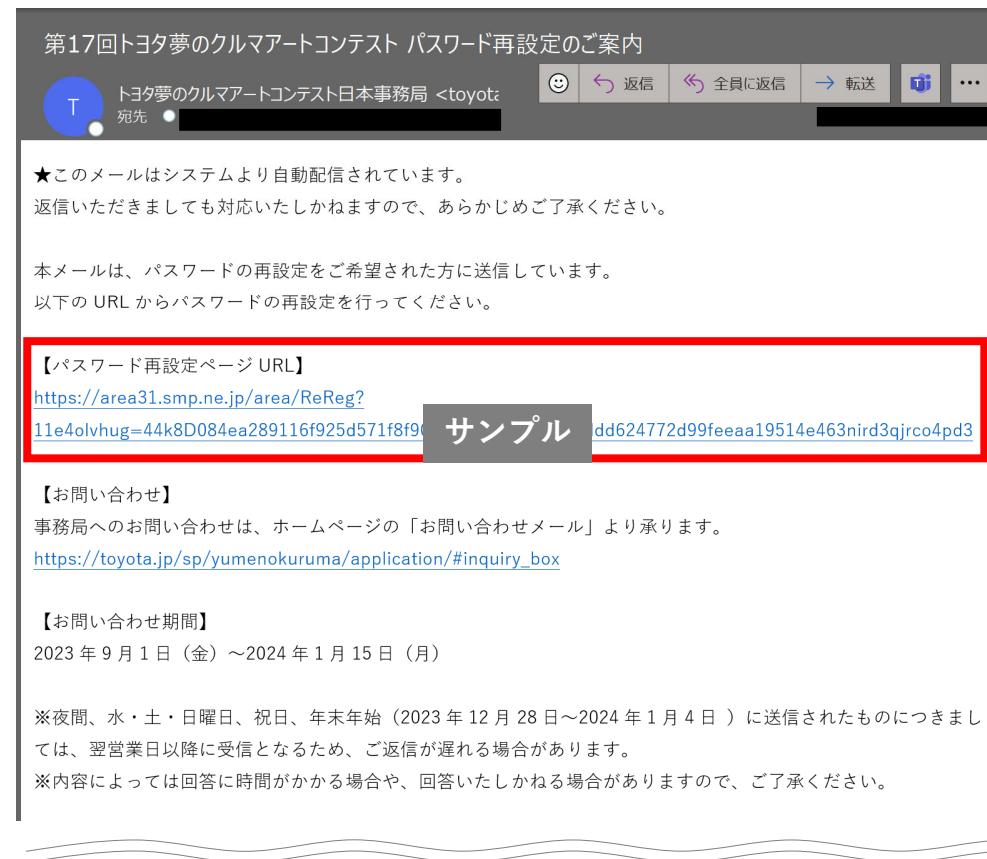 第17回トヨタ夢のクルマアートコンテスト パスワード再設定のご案内
T
トヨタ夢のクルマアートコンテスト日本事務局 <toyota
宛先
返信
全員に返信
転送
★このメールはシステムより自動配信されています。
返信いただきましても対応いたしかねますので、あらかじめご了承ください。
本メールは、パスワードの再設定をご希望された方に送信しています。
以下の URL からパスワードの再設定を行ってください。
【パスワード再設定ページ URL】
https://area31.smp.ne.jp/area/ReReg?
11e4olvhug=44k8D084ea289116f925d571f8f9 サンプル dd624772d99feeaa19514e463nird3qjrco4pd3
【お問い合わせ】
事務局へのお問い合わせは、ホームページの「お問い合わせメール」より承ります。
https://toyota.jp/sp/yumenokuruma/application/#inquiry_box
【お問い合わせ期間】
2023 年 9 月 1 日（金）～2024 年 1 月 15 日（月）
※夜間、水・土・日曜日、祝日、年末年始（2023 年 12 月 28 日～2024 年 1 月 4 日 ）に送信されたものにつきまし
ては、翌営業日以降に受信となるため、ご返信が遅れる場合があります。
※内容によっては回答に時間がかかる場合や、回答いたしかねる場合がありますので、ご了承ください。